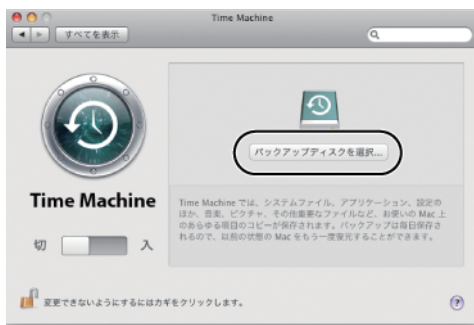 Time Machine
すべてを表示
バックアップディスクを選択...
Time Machine
切 入
Time Machine では、システムファイル、アプリケーション、設定の
ほか、音楽、ピクチャ、その他重要なファイルなど、お使いの Mac 上
のあらゆる項目のコピーが保存されます。バックアップは毎日保存さ
れるので、以前の状態の Mac をもう一度復元することができます。
変更できないようにするにはカギをクリックします。
?